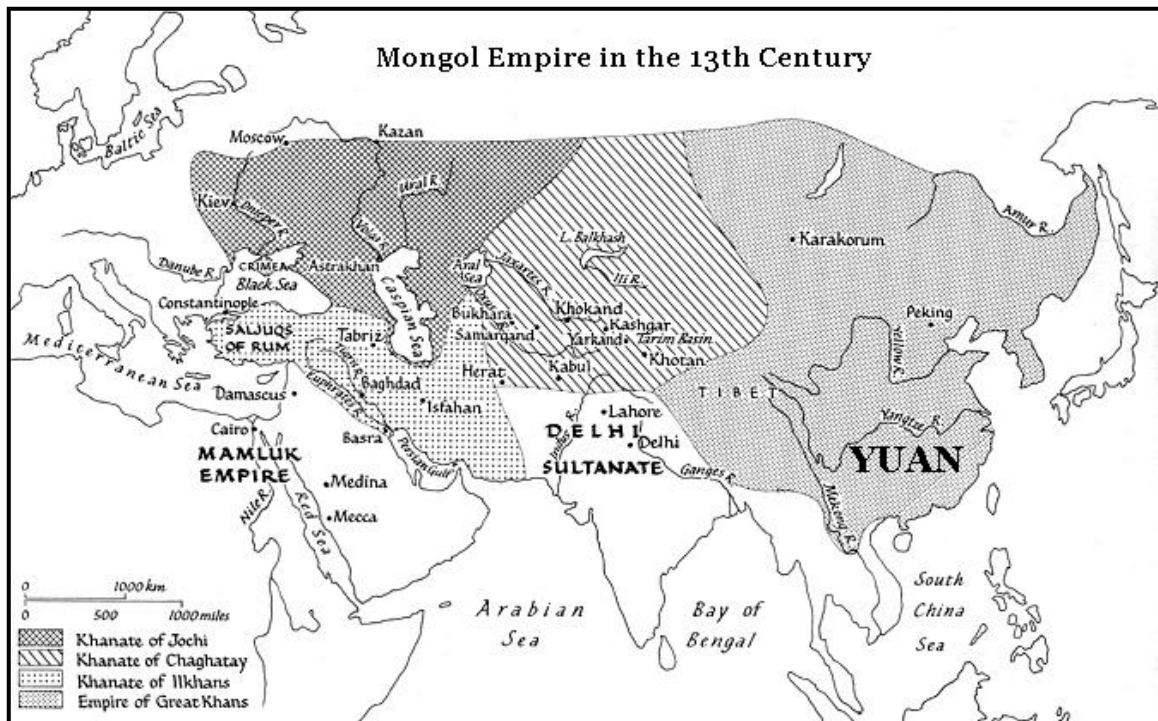 Mongol Empire in the 13th Century
Baltic Sea
Moscow
Kazan
Ural R.
Kiev
Dnieper R.
Volga R.
Amur R.
Karakorum
L. Balkhash
Ili R.
Danube R.
CRIMEA
Astrakhan
Aral
Sea
Jaxartes R.
Black Sea
Caspian Sea
Oxus R.
Constantinople
Bukhara
Khokand
Peking
SALJUQS
OF RUM
Tabriz
Samarqand
Kashgar
Yarkand
Tarim Basin
Yellow R.
Mediterranean Sea
Tigris R.
Herat
Kabul
Khotan
Baghdad
Euphrates R.
Damascus
Isfahan
TIBET
Lahore
Yangtze R.
Cairo
Basra
Indus R.
DELHI
Delhi
MAMLUK
EMPIRE
Persian Gulf
SULTANATE
Ganges R.
YUAN
Medina
Nile R.
Red Sea
Mekong R.
Mecca
0 1000 km.
0 500 1000 miles
Arabian
Sea
Bay of
Bengal
South
China
Sea
Khanate of Jochi
Khanate of Chaghatay
Khanate of Ilkhans
Empire of Great Khans